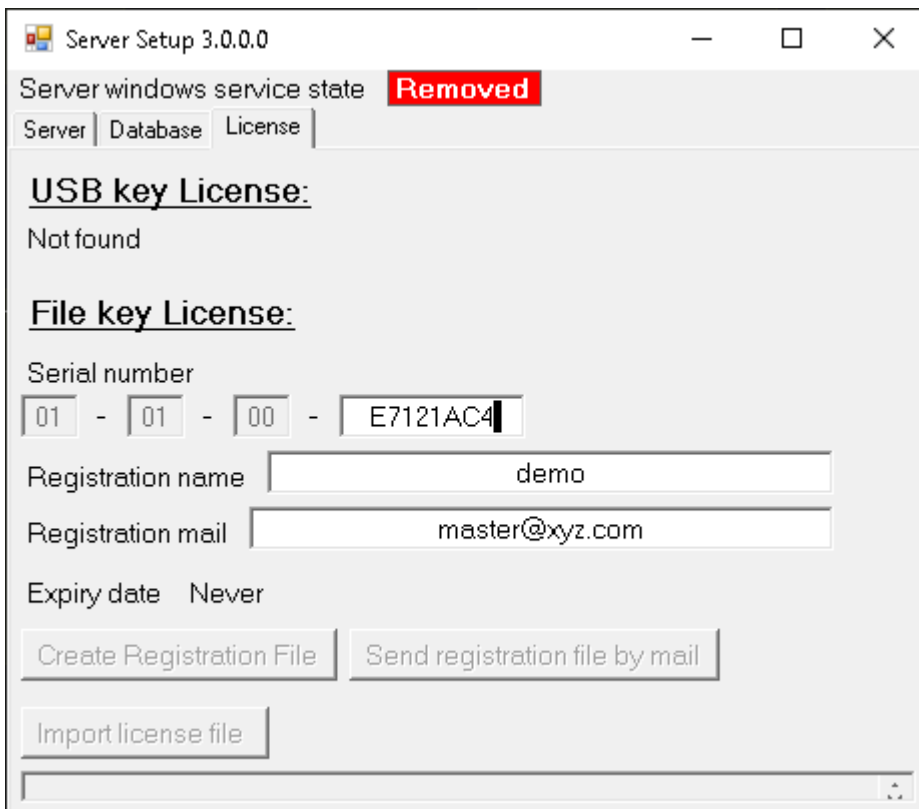 Server Setup 3.0.0.0
Server windows service state Removed
Server Database License
USB key License:
Not found
File key License:
Serial number
01 - 01 - 00 - E7121AC4
Registration name demo
Registration mail master@xyz.com
Expiry date Never
Create Registration File Send registration file by mail
Import license file